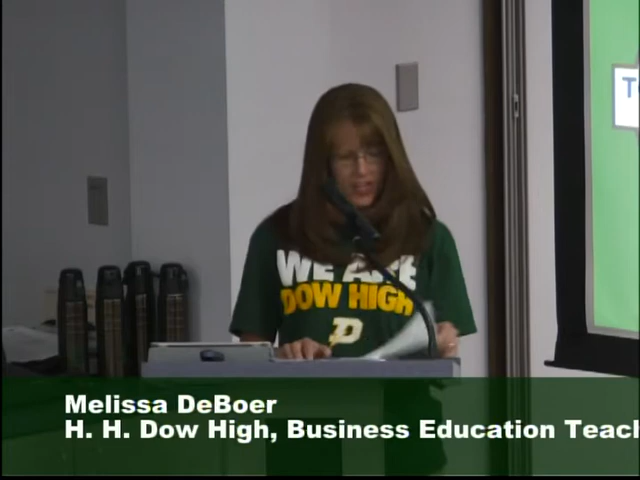 T
WE ARE
DOW HIGH
D
Melissa DeBoer
H. H. Dow High, Business Education Teach